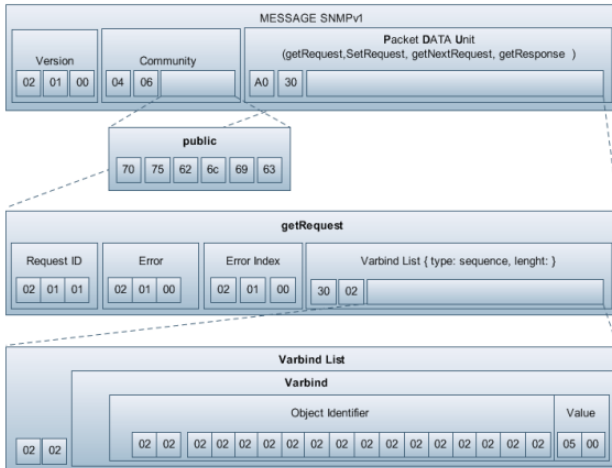 MESSAGE SNMPv1
Version
02 01 00
Community
04 06
Packet DATA Unit
(getRequest,SetRequest, getNextRequest, getResponse )
A0 30
public
70 75 62 6c 69 63
getRequest
Request ID
02 01 01
Error
02 01 00
Error Index
02 01 00
Varbind List { type: sequence, lenght: }
30 02
Varbind List
Varbind
Object Identifier
Value
02 02
02 02 02 02 02 02 02 02 02 02 02 02 02 02 02
05 00